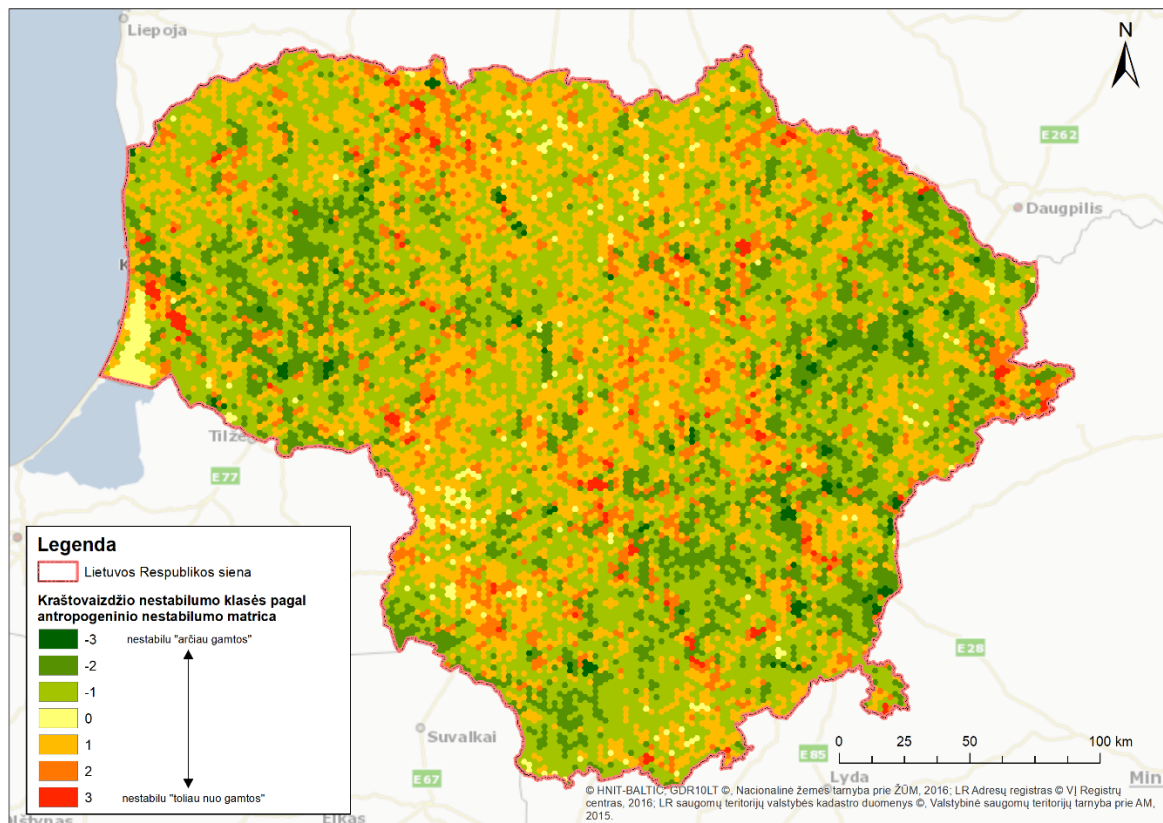 Liepoja
N
E262
Daugpilis
K
Tilžė
E77
Legenda
Lietuvos Respublikos siena
Kraštovaizdžio nestabilumo klasės pagal
antropogeninio nestabilumo matrica
-3 nestabilu "arčiau gamtos"
-2
-1
0
1
2
3 nestabilu "toliau nuo gamtos"
E28
Suvalkai
E67
E85
Lyda
Min
0 25 50 100 km
© HNIT-BALTIC, GDR10LT ©, Nacionalinė žemės tarnyba prie ŽŪM, 2016; LR Adresų registras © VĮ Registrų
centras, 2016; LR saugomų teritorijų valstybės kadastro duomenys ©, Valstybinė saugomų teritorijų tarnyba prie AM,
2015.